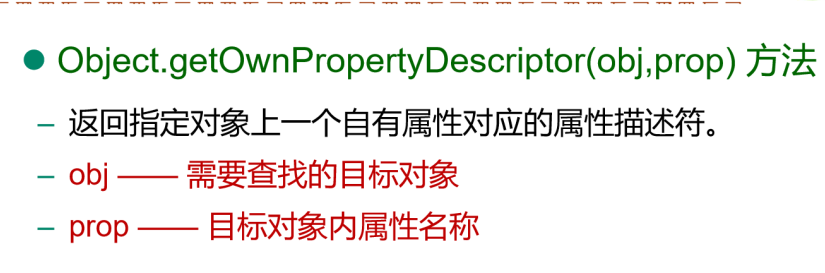 ● Object.getOwnPropertyDescriptor(obj,prop) 方法
– 返回指定对象上一个自有属性对应的属性描述符。
– obj —— 需要查找的目标对象
– prop —— 目标对象内属性名称